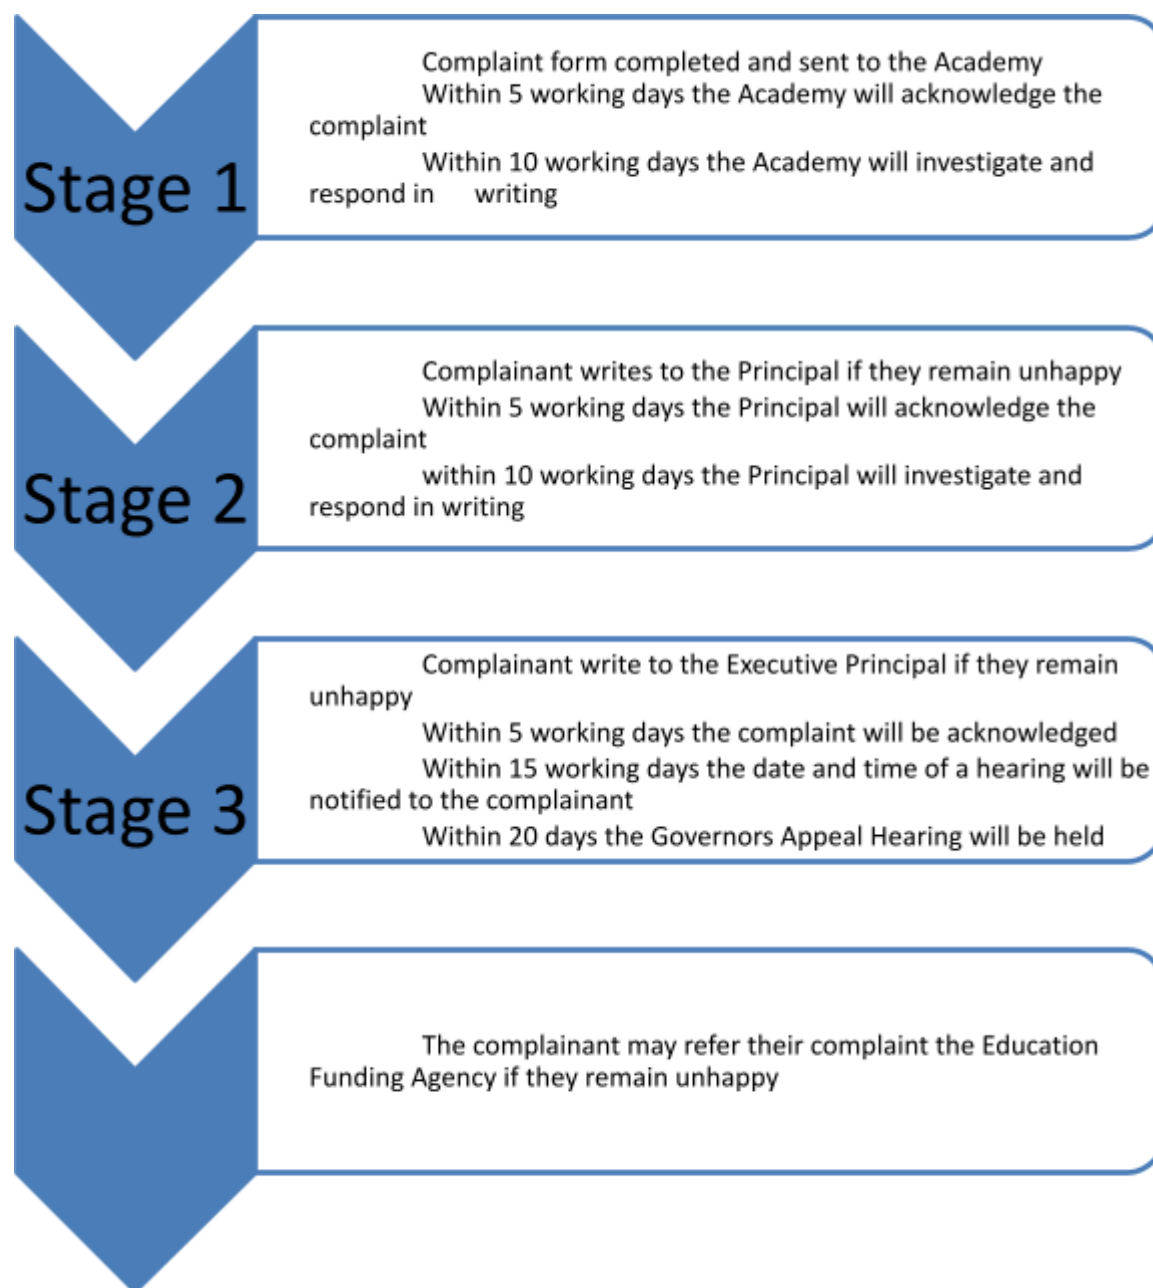 Stage 1
Complaint form completed and sent to the Academy
Within 5 working days the Academy will acknowledge the
complaint
Within 10 working days the Academy will investigate and
respond in writing
Stage 2
Complainant writes to the Principal if they remain unhappy
Within 5 working days the Principal will acknowledge the
complaint
within 10 working days the Principal will investigate and
respond in writing
Stage 3
Complainant write to the Executive Principal if they remain
unhappy
Within 5 working days the complaint will be acknowledged
Within 15 working days the date and time of a hearing will be
notified to the complainant
Within 20 days the Governors Appeal Hearing will be held
The complainant may refer their complaint the Education
Funding Agency if they remain unhappy